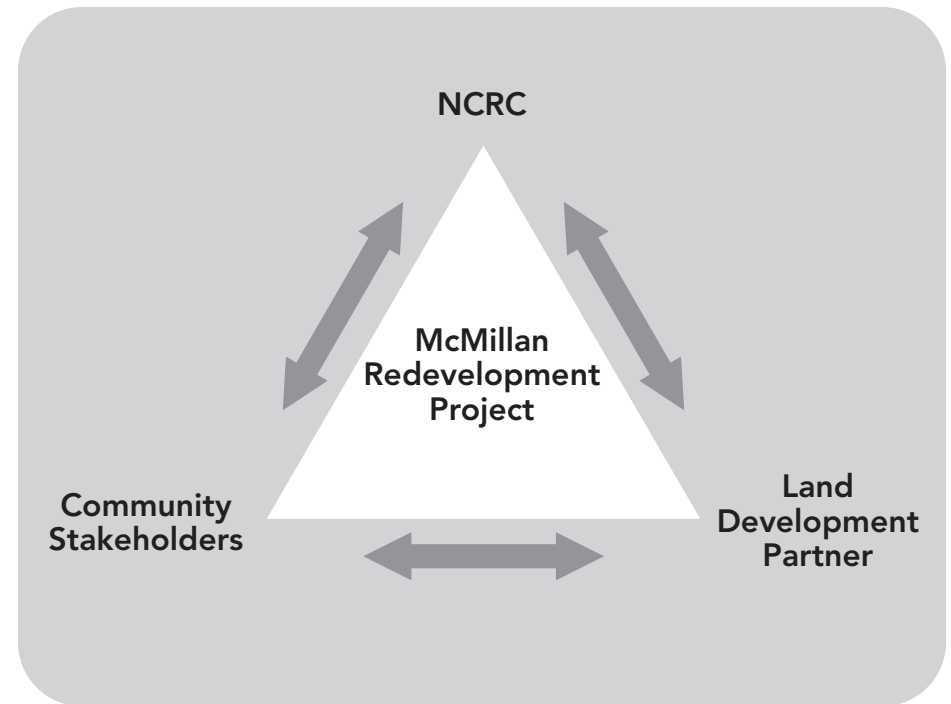 NCRC
McMillan
Redevelopment
Project
Community
Stakeholders
Land
Development
Partner